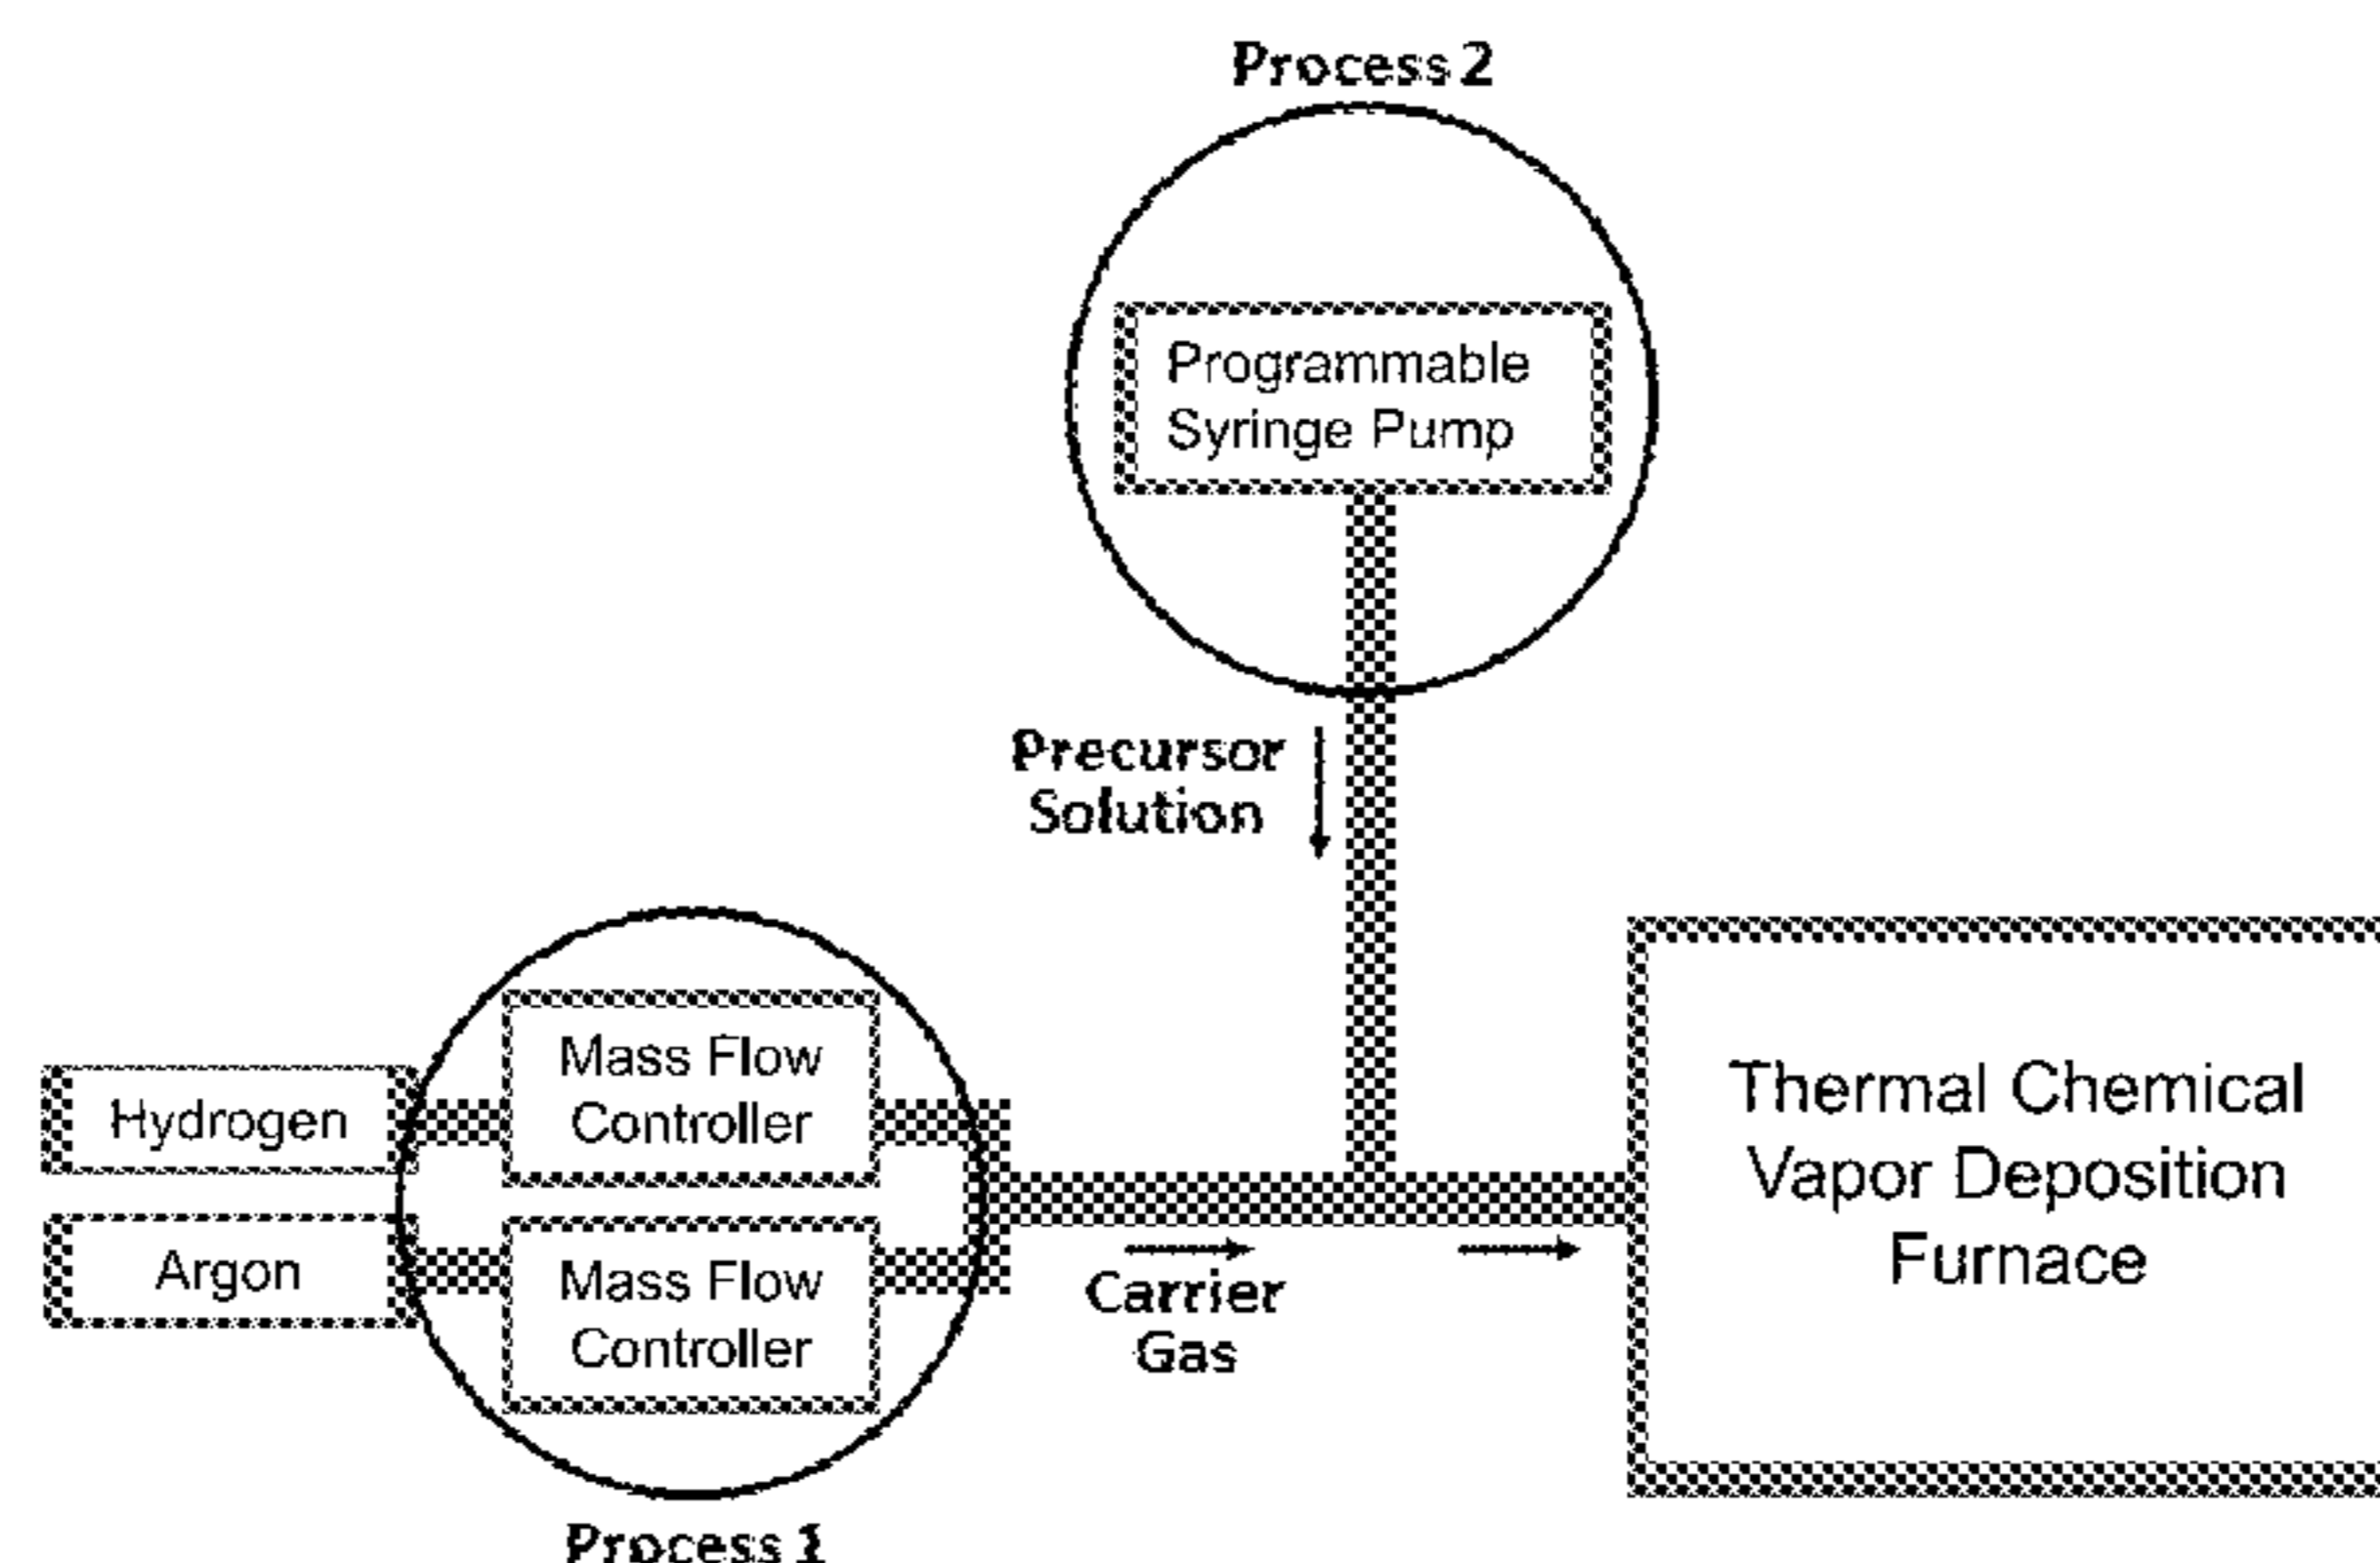 Process 2
Programmable
Syringe Pump
Precursor
Solution
Mass Flow
Controller
Hydrogen
Argon
Mass Flow
Controller
Carrier
Gas
Thermal Chemical
Vapor Deposition
Furnace
Process 1